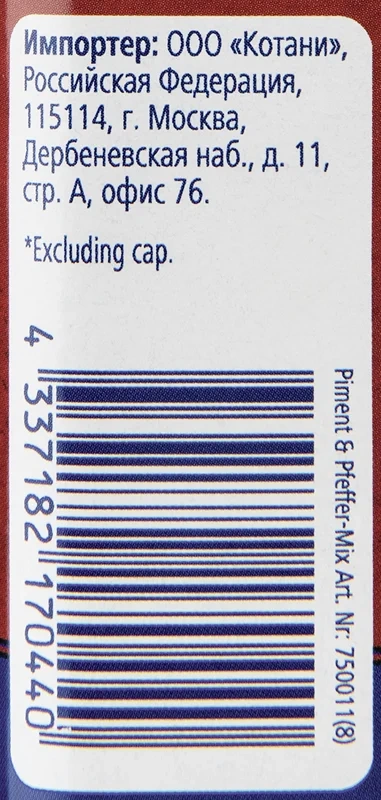 Импортер: ООО «Котани»,
Российская Федерация,
115114, г. Москва,
Дербеневская наб., д. 11,
стр. А, офис 76.
*Excluding cap.
4 337182 170440
Piment & Pfeffer-Mix Art. Nr: 750011(8)